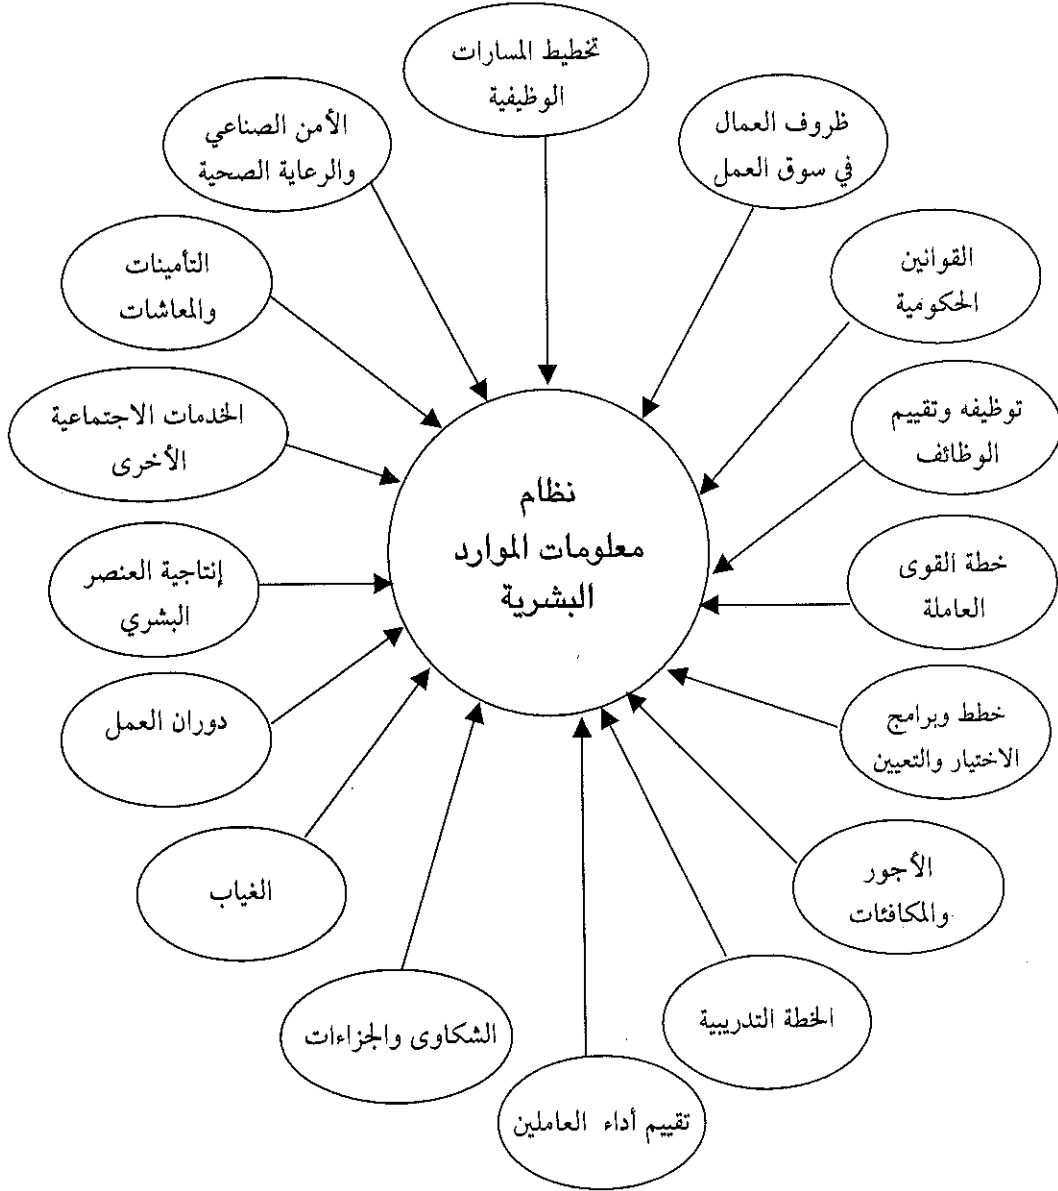 تخطيط المسارات
الوظيفية
ظروف العمال
في سوق العمل
القوانين
الحكومية
توظيفه وتقييم
الوظائف
خطة القوى
العاملة
خطط وبرامج
الاختيار والتعيين
الأجور
والمكافئات
الخطة التدريبية
تقييم أداء العاملين
الشكاوى والجزاءات
الغياب
دوران العمل
إنتاجية العنصر
البشري
الخدمات الاجتماعية
الأخرى
التأمينات
والمعاشات
الأمن الصناعي
والرعاية الصحية
نظام
معلومات الموارد
البشرية